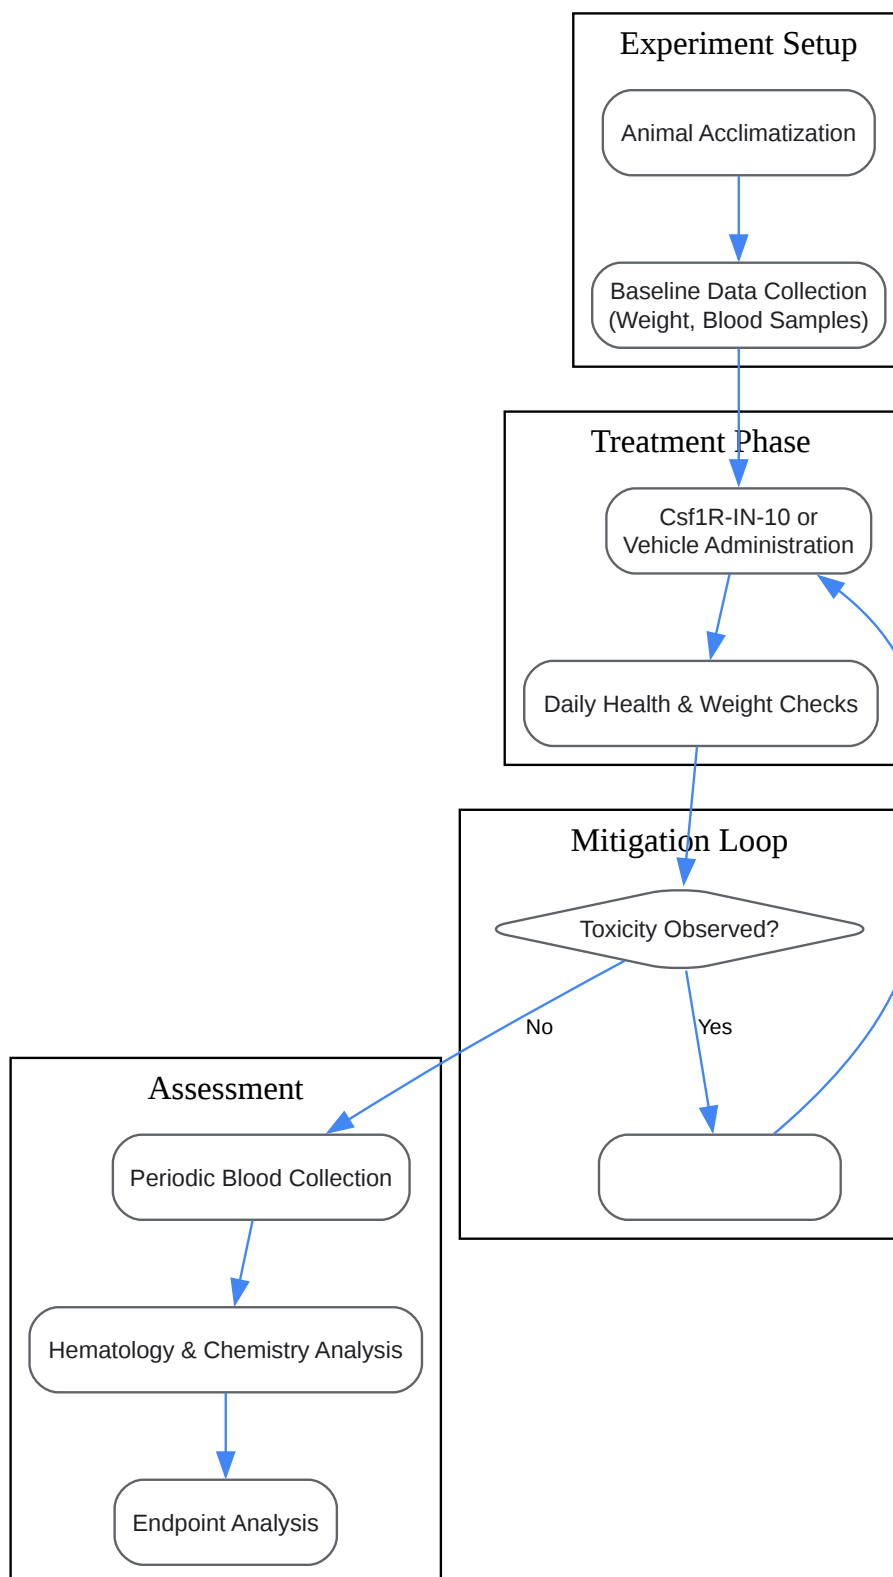 Experiment Setup
Animal Acclimatization
Baseline Data Collection
(Weight, Blood Samples)
Treatment Phase
Csf1R-IN-10 or
Vehicle Administration
Daily Health & Weight Checks
Mitigation Loop
Toxicity Observed?
No
Yes
Assessment
Periodic Blood Collection
Hematology & Chemistry Analysis
Endpoint Analysis